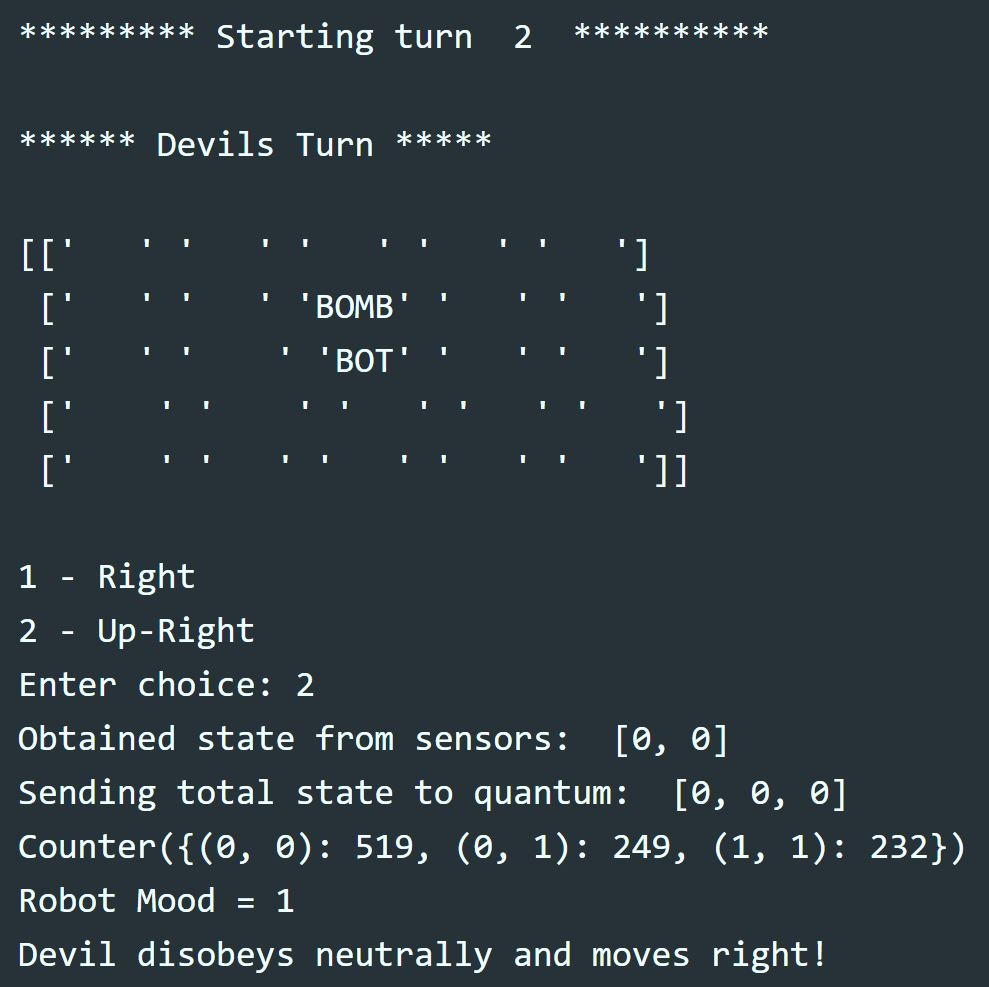 ********* Starting turn  2  **********
****** Devils Turn *****
[['   ' '   ' '   ' '   ' '   ']
 ['   ' '   ' 'BOMB' '   ' '   ']
 ['   ' '    ' 'BOT' '   ' '   ']
 ['    ' '    ' '   ' '   ' '   ']
 ['    ' '   ' '   ' '   ' '   ']]
1 - Right
2 - Up-Right
Enter choice: 2
Obtained state from sensors:  [0, 0]
Sending total state to quantum:  [0, 0, 0]
Counter({(0, 0): 519, (0, 1): 249, (1, 1): 232})
Robot Mood = 1
Devil disobeys neutrally and moves right!